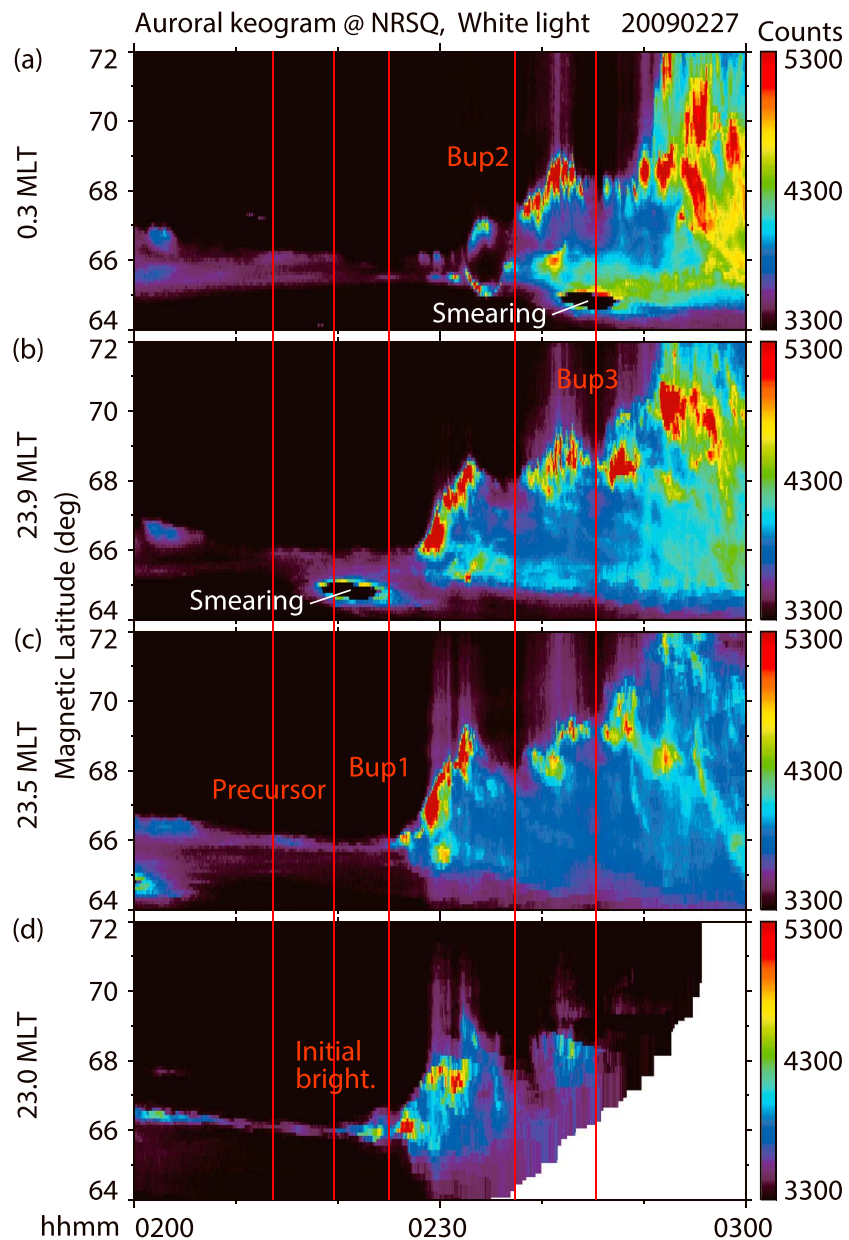 Auroral keogram @ NRSQ, White light 20090227
Counts
(a)
72
70
68
66
64
0.3 MLT
Bup2
Smearing
5300
4300
3300
(b)
72
70
68
66
64
23.9 MLT
Bup3
Smearing
5300
4300
3300
Magnetic Latitude (deg)
(c)
72
70
68
66
64
23.5 MLT
Precursor
Bup1
5300
4300
3300
(d)
72
70
68
66
64
23.0 MLT
Initial
bright.
5300
4300
3300
hhmm 0200 0230 0300